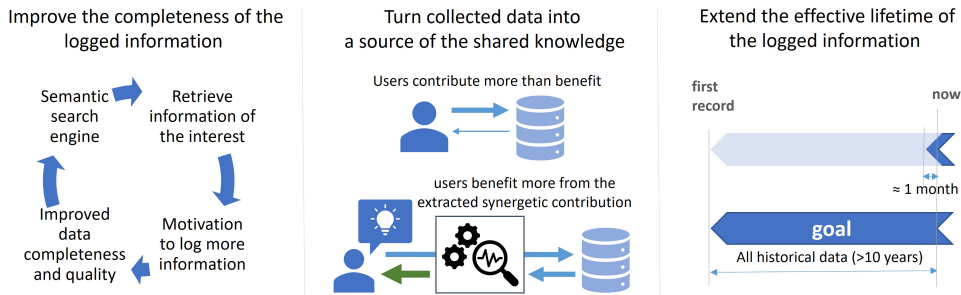 Improve the completeness of the
logged information
Semantic
search
engine
Retrieve
information of
the interest
Motivation
to log more
information
Improved
data
completeness
and quality
Turn collected data into
a source of the shared knowledge
Users contribute more than benefit
users benefit more from the
extracted synergetic contribution
Extend the effective lifetime of
the logged information
first
record
now
≈ 1 month
goal
All historical data (>10 years)